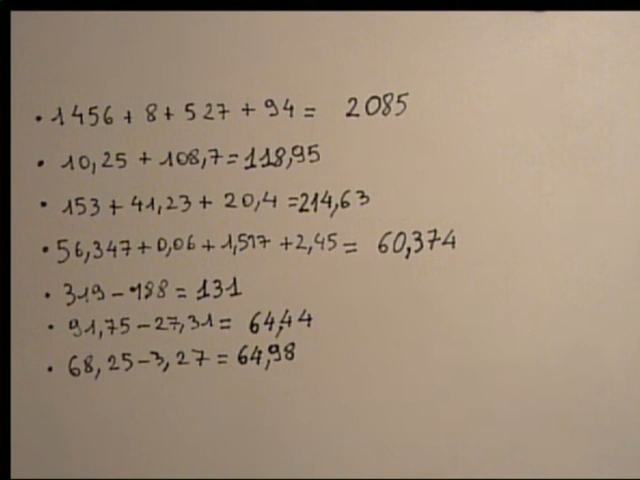 • 1456 + 8 + 527 + 94 = 2085
• 10,25 + 108,7 = 118,95
• 153 + 41,23 + 20,4 = 214,63
• 56,347 + 0,06 + 1,517 + 2,45 = 60,374
• 319 - 188 = 131
• 91,75 - 27,31 = 64,44
• 68,25 - 3,27 = 64,98